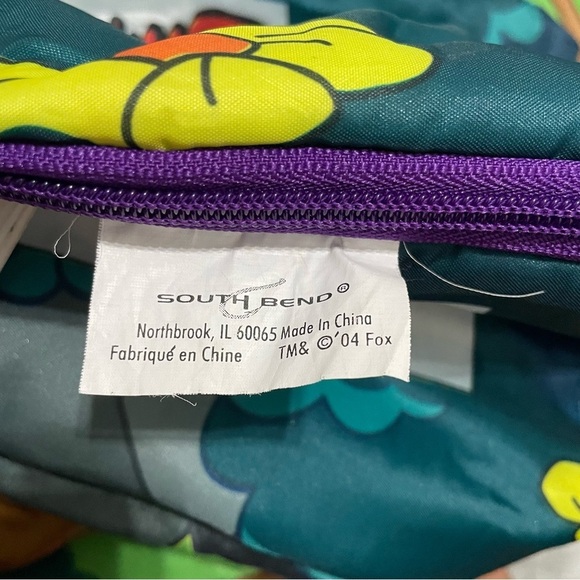 SOUTH BEND®
Northbrook, IL 60065 Made In China
Fabriqué en Chine TM& ©'04 Fox